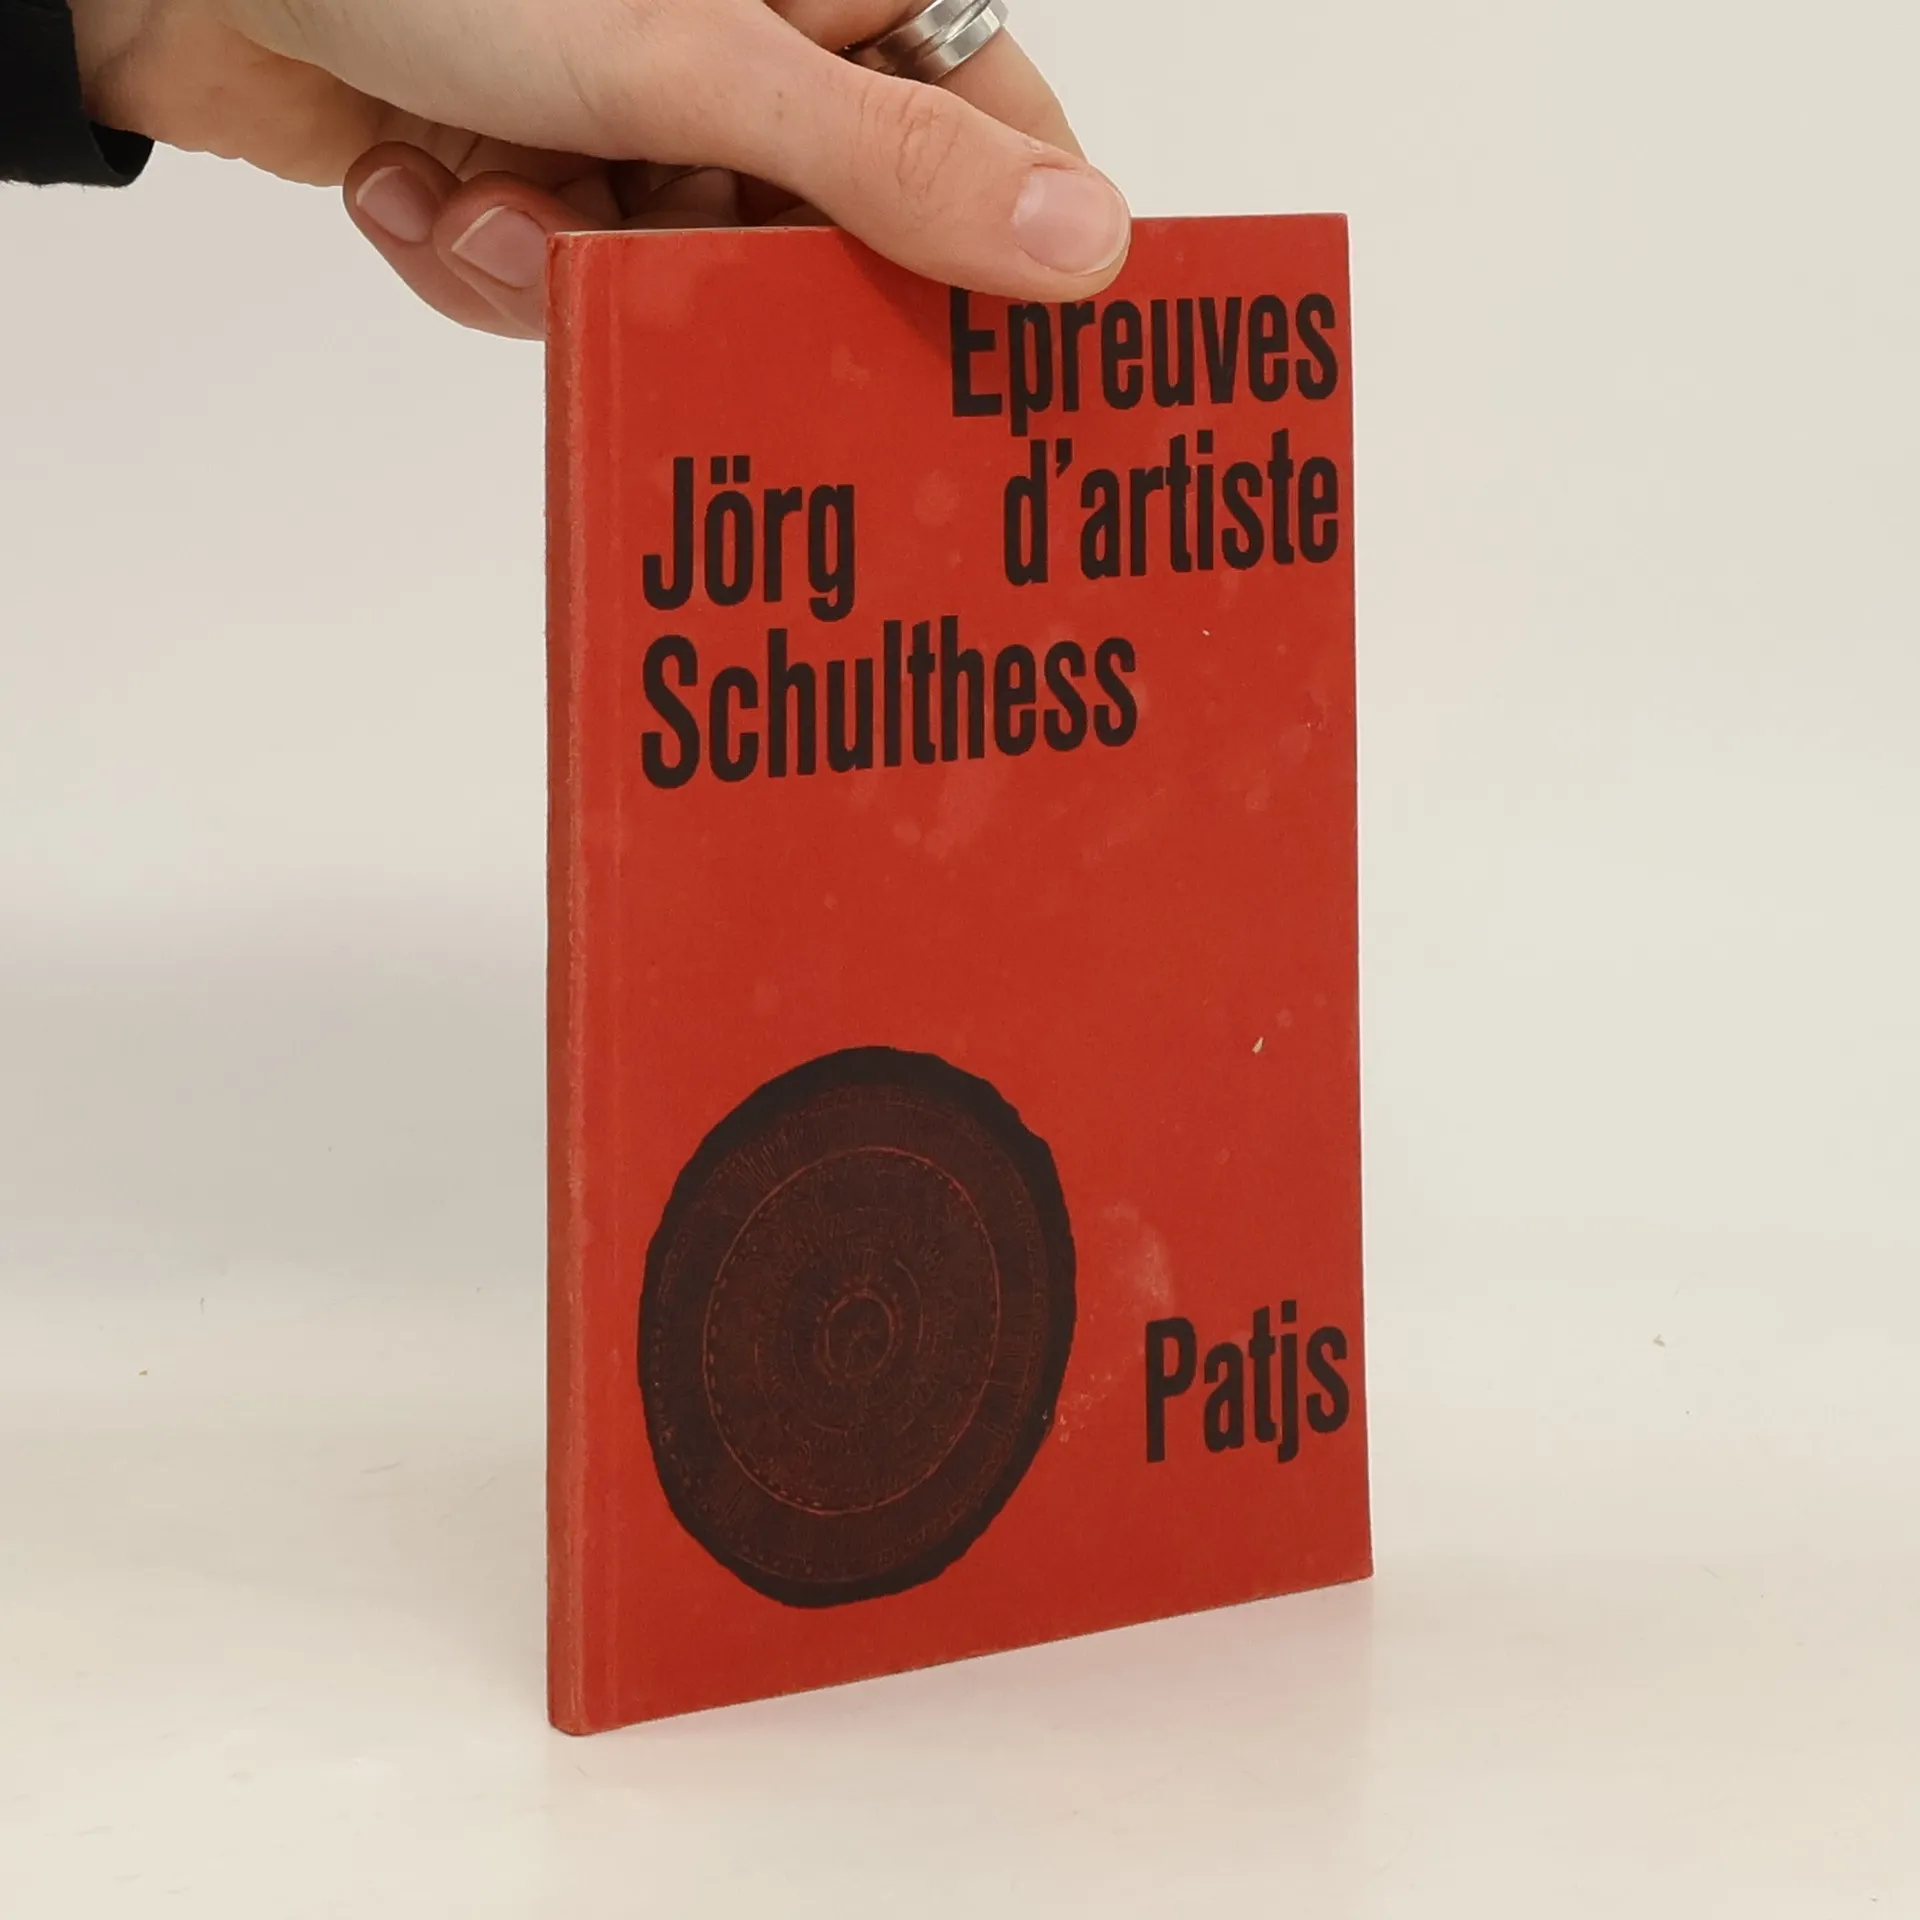 Epreuves
d'artiste
Jörg
Schulthess
Patjs